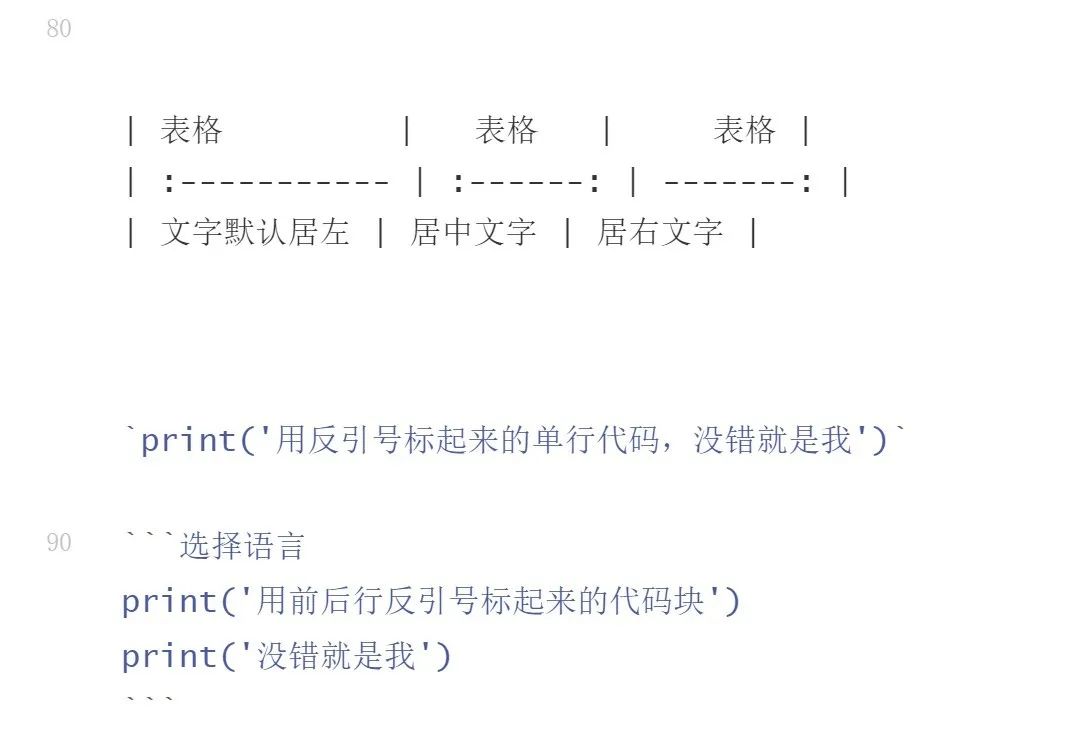 80
| 表格           |   表格   |      表格 |
| :----------- | :------: | -------: |
| 文字默认居左 | 居中文字 | 居右文字 |
`print('用反引号标起来的单行代码，没错就是我')`
90 ```选择语言
print('用前后行反引号标起来的代码块')
print('没错就是我')
```